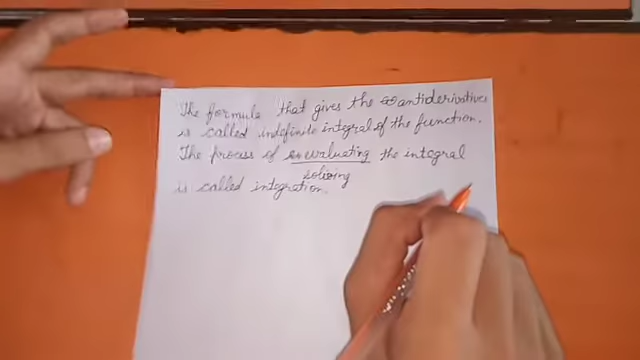 The formula that gives the antiderivatives
is called indefinite integral of the function.
The process of evaluating the integral
solving
is called integration.